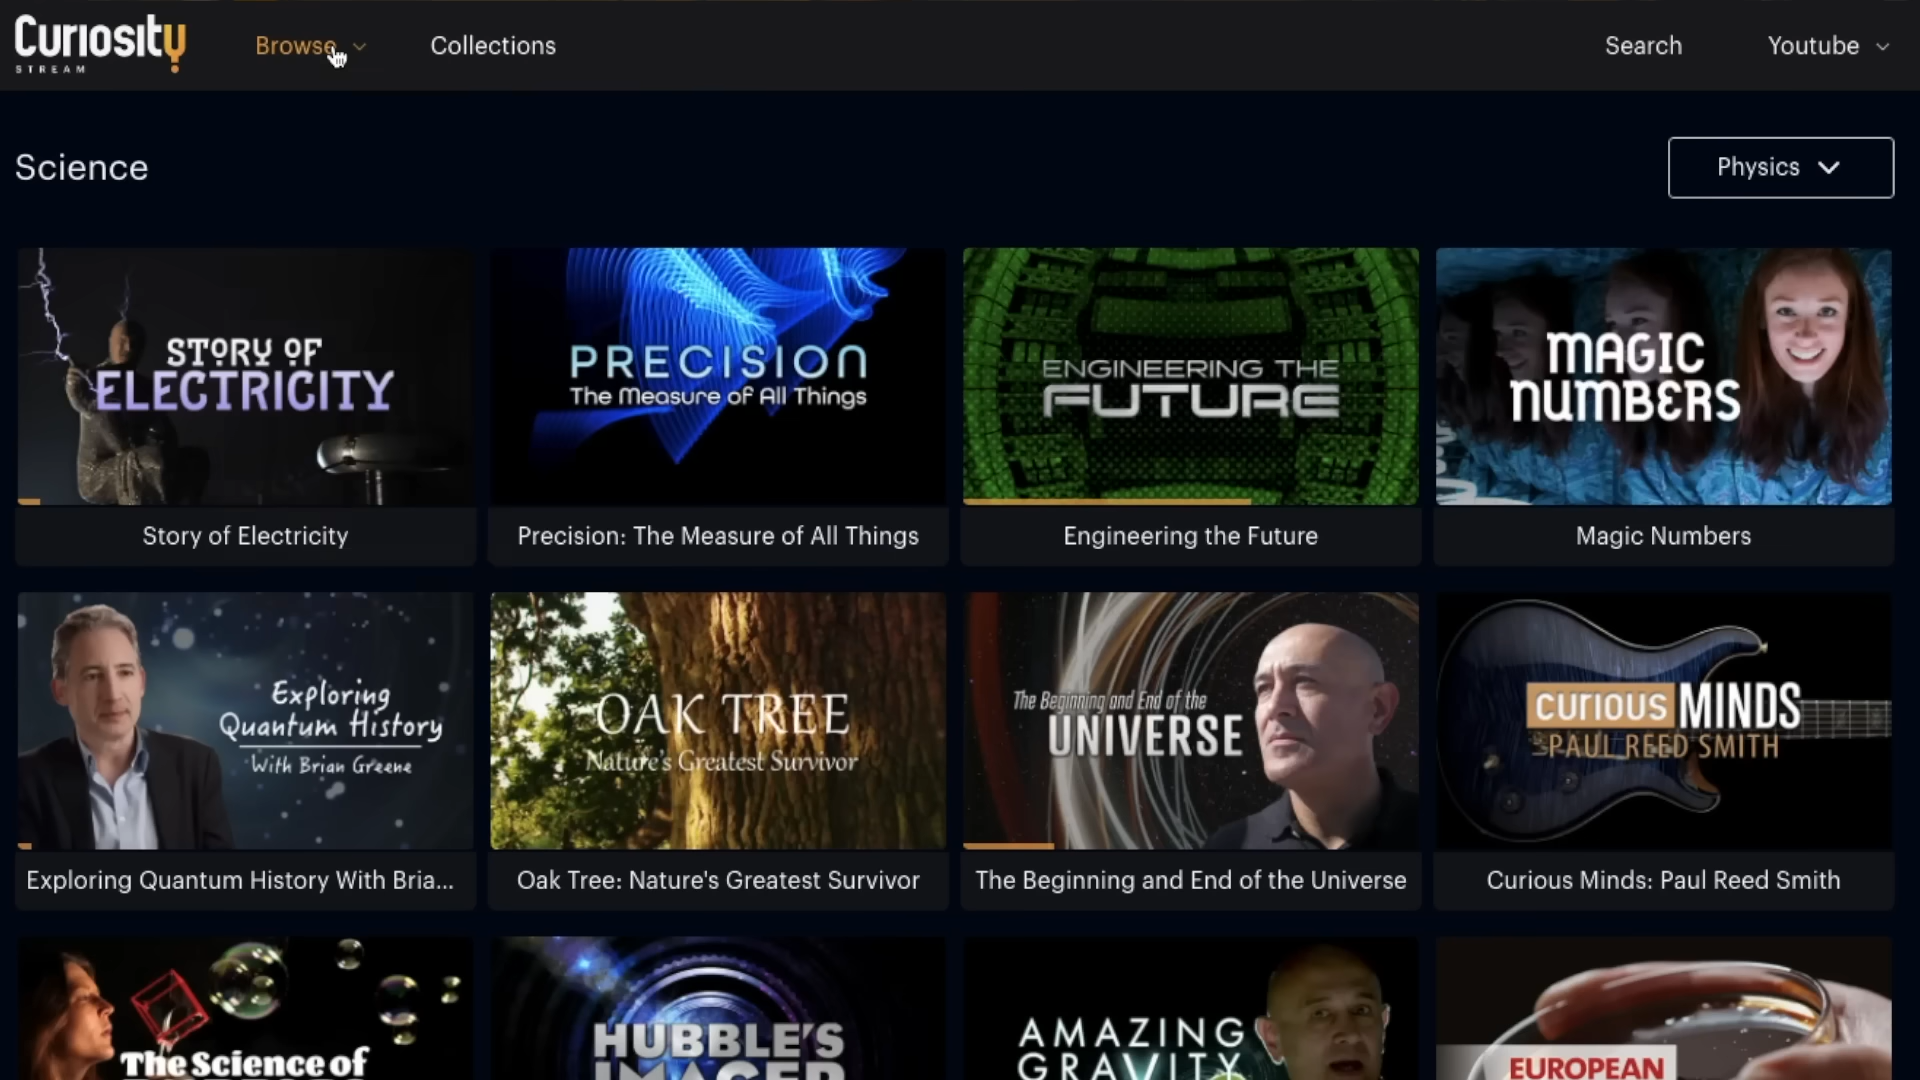 Curiosity
STREAM
Browse
Collections
Search
Youtube
Science
Physics
STORY OF
ELECTRICITY
PRECISION
The Measure of All Things
ENGINEERING THE
FUTURE
MAGIC
NUMBERS
Story of Electricity
Precision: The Measure of All Things
Engineering the Future
Magic Numbers
Exploring
Quantum History
With Brian Greene
OAK TREE
Nature's Greatest Survivor
The Beginning and End of the
UNIVERSE
CURIOUS MINDS
PAUL REED SMITH
Exploring Quantum History With Bria...
Oak Tree: Nature's Greatest Survivor
The Beginning and End of the Universe
Curious Minds: Paul Reed Smith
The Science of
HUBBLE'S
AMAZING
GRAVITY
EUROPEAN